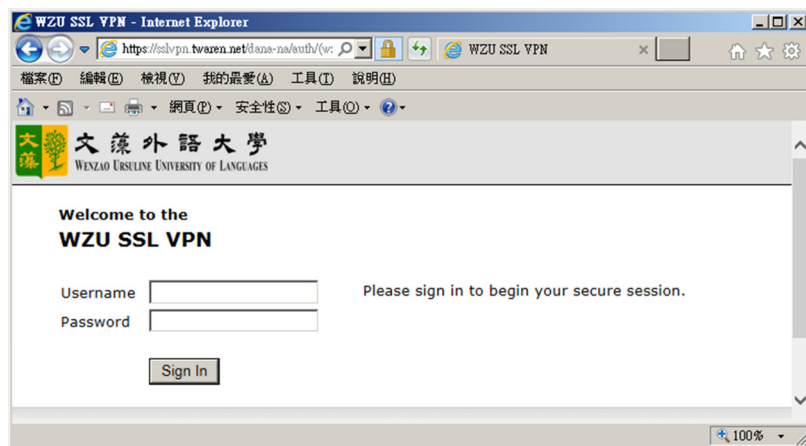 WZU SSL VPN - Internet Explorer
https://sslvpn.twaren.net/dana-na/auth/(w: WZU SSL VPN
檔案(F) 編輯(E) 檢視(V) 我的最愛(A) 工具(T) 說明(H)
網頁(P) 安全性(S) 工具(O)
文藻 文藻外語大學
WENZAO URSULINE UNIVERSITY OF LANGUAGES
Welcome to the
WZU SSL VPN
Username
Please sign in to begin your secure session.
Password
Sign In
100%